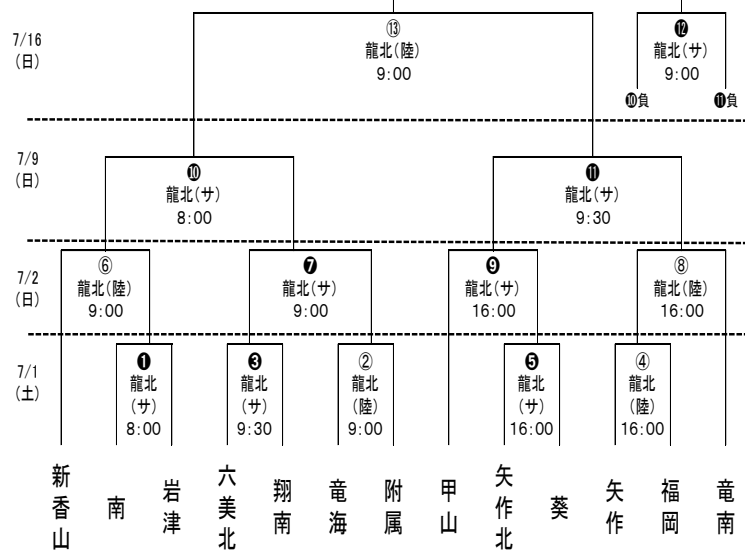 7/16
(日)
⑬
龍北(陸)
9:00
⓬
龍北(サ)
9:00
❿負
⓫負
7/9
(日)
❿
龍北(サ)
8:00
⓫
龍北(サ)
9:30
7/2
(日)
⑥
龍北(陸)
9:00
❼
龍北(サ)
9:00
❾
龍北(サ)
16:00
⑧
龍北(陸)
16:00
7/1
(土)
❶
龍北
(サ)
8:00
❸
龍北
(サ)
9:30
②
龍北
(陸)
9:00
❺
龍北
(サ)
16:00
④
龍北
(陸)
16:00
新香山
南
岩津
六美北
翔南
竜海
附属
甲山
矢作北
葵
矢作
福岡
竜南